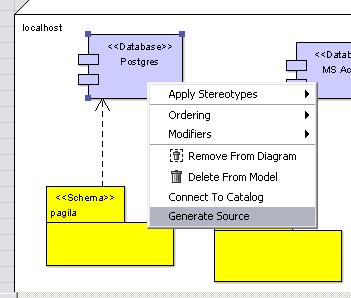 localhost
<<Database>>
Postgres
<<Datab
MS Ac
Apply Stereotypes
Ordering
Modifiers
Remove From Diagram
Delete From Model
Connect To Catalog
Generate Source
<<Schema>>
pagila